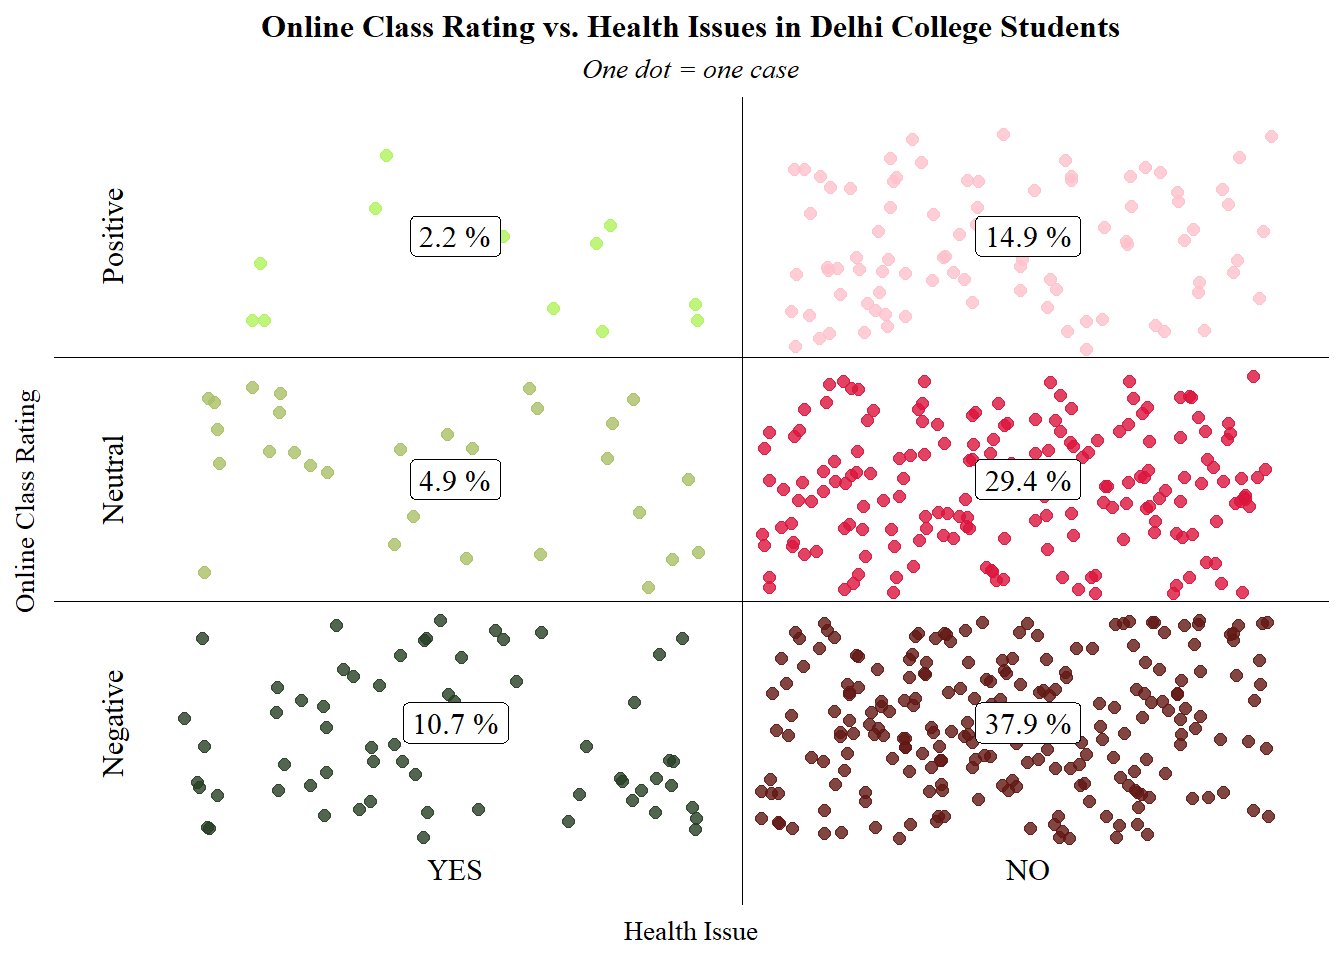 Online Class Rating vs. Health Issues in Delhi College Students
One dot = one case
Online Class Rating
Positive
2.2 %
14.9 %
Neutral
4.9 %
29.4 %
Negative
10.7 %
37.9 %
YES
NO
Health Issue